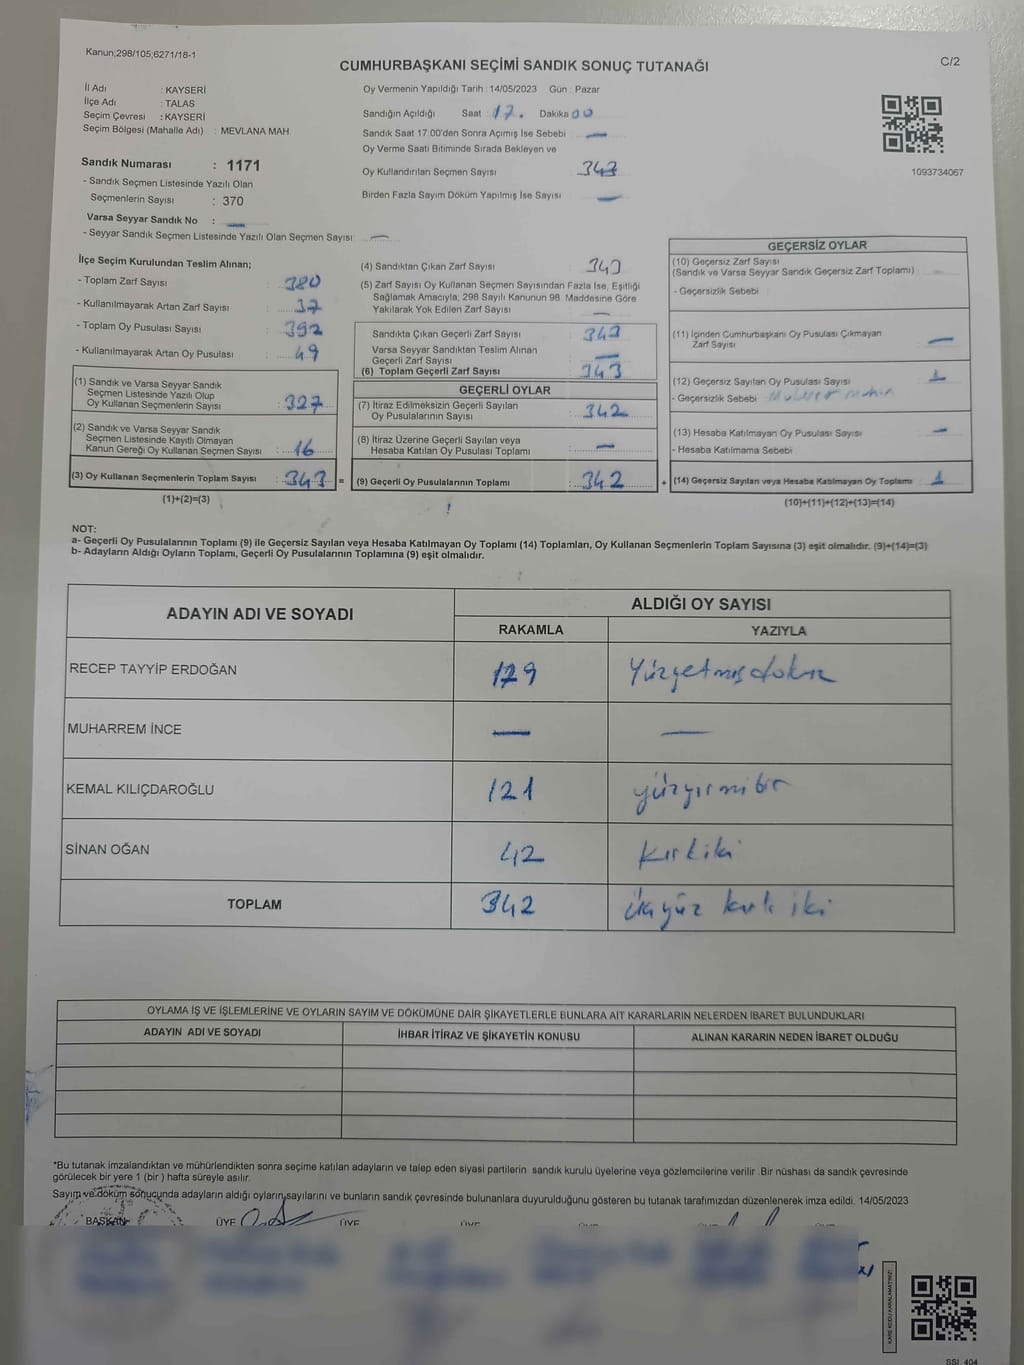 Kanun;298/105;6271/18-1
CUMHURBAŞKANI SEÇİMİ SANDIK SONUÇ TUTANAĞI
C/2
İl Adı : KAYSERİ
İlçe Adı : TALAS
Seçim Çevresi : KAYSERİ
Seçim Bölgesi (Mahalle Adı) : MEVLANA MAH.
Sandık Numarası : 1171
- Sandık Seçmen Listesinde Yazılı Olan
Seçmenlerin Sayısı : 370
Varsa Seyyar Sandık No : —
- Seyyar Sandık Seçmen Listesinde Yazılı Olan Seçmen Sayısı: —
Oy Vermenin Yapıldığı Tarih : 14/05/2023 Gün : Pazar
Sandığın Açıldığı Saat : 17. Dakika 00
Sandık Saat 17.00'den Sonra Açımış İse Sebebi —
Oy Verme Saati Bitiminde Sırada Bekleyen ve
Oy Kullandırılan Seçmen Sayısı 343
Birden Fazla Sayım Döküm Yapılmış İse Sayısı —
1093734067
İlçe Seçim Kurulundan Teslim Alınan;
- Toplam Zarf Sayısı : 380
- Kullanılmayarak Artan Zarf Sayısı : 37
- Toplam Oy Pusulası Sayısı : 392
- Kullanılmayarak Artan Oy Pusulası : 49
(1) Sandık ve Varsa Seyyar Sandık
Seçmen Listesinde Yazılı Olup
Oy Kullanan Seçmenlerin Sayısı : 327
(2) Sandık ve Varsa Seyyar Sandık
Seçmen Listesinde Kayıtlı Olmayan
Kanun Gereği Oy Kullanan Seçmen Sayısı : 16
(3) Oy Kullanan Seçmenlerin Toplam Sayısı : 343 =
(1)+(2)=(3)
(4) Sandıktan Çıkan Zarf Sayısı 343
(5) Zarf Sayısı Oy Kullanan Seçmen Sayısından Fazla İse, Eşitliği
Sağlamak Amacıyla; 298 Sayılı Kanunun 98. Maddesine Göre
Yakılarak Yok Edilen Zarf Sayısı : —
Sandıkta Çıkan Geçerli Zarf Sayısı : 343
Varsa Seyyar Sandıktan Teslim Alınan
Geçerli Zarf Sayısı : —
(6) Toplam Geçerli Zarf Sayısı : 343
GEÇERLİ OYLAR
(7) İtiraz Edilmeksizin Geçerli Sayılan
Oy Pusulalarının Sayısı : 342
(8) İtiraz Üzerine Geçerli Sayılan veya
Hesaba Katılan Oy Pusulası Toplamı : —
(9) Geçerli Oy Pusulalarının Toplamı : 342 +
GEÇERSİZ OYLAR
(10) Geçersiz Zarf Sayısı
(Sandık ve Varsa Seyyar Sandık Geçersiz Zarf Toplamı) : —
- Geçersizlik Sebebi
(11) İçinden Cumhurbaşkanı Oy Pusulası Çıkmayan
Zarf Sayısı —
(12) Geçersiz Sayılan Oy Pusulası Sayısı : 1
- Geçersizlik Sebebi
(13) Hesaba Katılmayan Oy Pusulası Sayısı : —
- Hesaba Katılmama Sebebi
(14) Geçersiz Sayılan veya Hesaba Katılmayan Oy Toplamı : 1
(10)+(11)+(12)+(13)=(14)
NOT:
a- Geçerli Oy Pusulalarının Toplamı (9) ile Geçersiz Sayılan veya Hesaba Katılmayan Oy Toplamı (14) Toplamları, Oy Kullanan Seçmenlerin Toplam Sayısına (3) eşit olmalıdır. (9)+(14)=(3)
b- Adayların Aldığı Oyların Toplamı, Geçerli Oy Pusulalarının Toplamına (9) eşit olmalıdır.
ADAYIN ADI VE SOYADI
ALDIĞI OY SAYISI
RAKAMLA YAZIYLA
RECEP TAYYİP ERDOĞAN 179 Yüzyetmişdokuz
MUHARREM İNCE — —
KEMAL KILIÇDAROĞLU 121 yüzyirmibir
SİNAN OĞAN 42 Kırkiki
TOPLAM 342 üçyüz kırk iki
OYLAMA İŞ VE İŞLEMLERİNE VE OYLARIN SAYIM VE DÖKÜMÜNE DAİR ŞİKAYETLERLE BUNLARA AİT KARARLARIN NELERDEN İBARET BULUNDUKLARI
ADAYIN ADI VE SOYADI İHBAR İTİRAZ VE ŞİKAYETİN KONUSU ALINAN KARARIN NEDEN İBARET OLDUĞU
*Bu tutanak imzalandıktan ve mühürlendikten sonra seçime katılan adayların ve talep eden siyasi partilerin sandık kurulu üyelerine veya gözlemcilerine verilir .Bir nüshası da sandık çevresinde
görülecek bir yere 1 (bir ) hafta süreyle asılır.
Sayım ve döküm sonucunda adayların aldığı oyların sayılarını ve bunların sandık çevresinde bulunanlara duyurulduğunu gösteren bu tutanak tarafımızdan düzenlenerek imza edildi. 14/05/2023
BAŞKAN ÜYE ÜYE ÜYE ÜYE ÜYE ÜYE
KARE KODU KARALAMAYINIZ!
SSI: 404